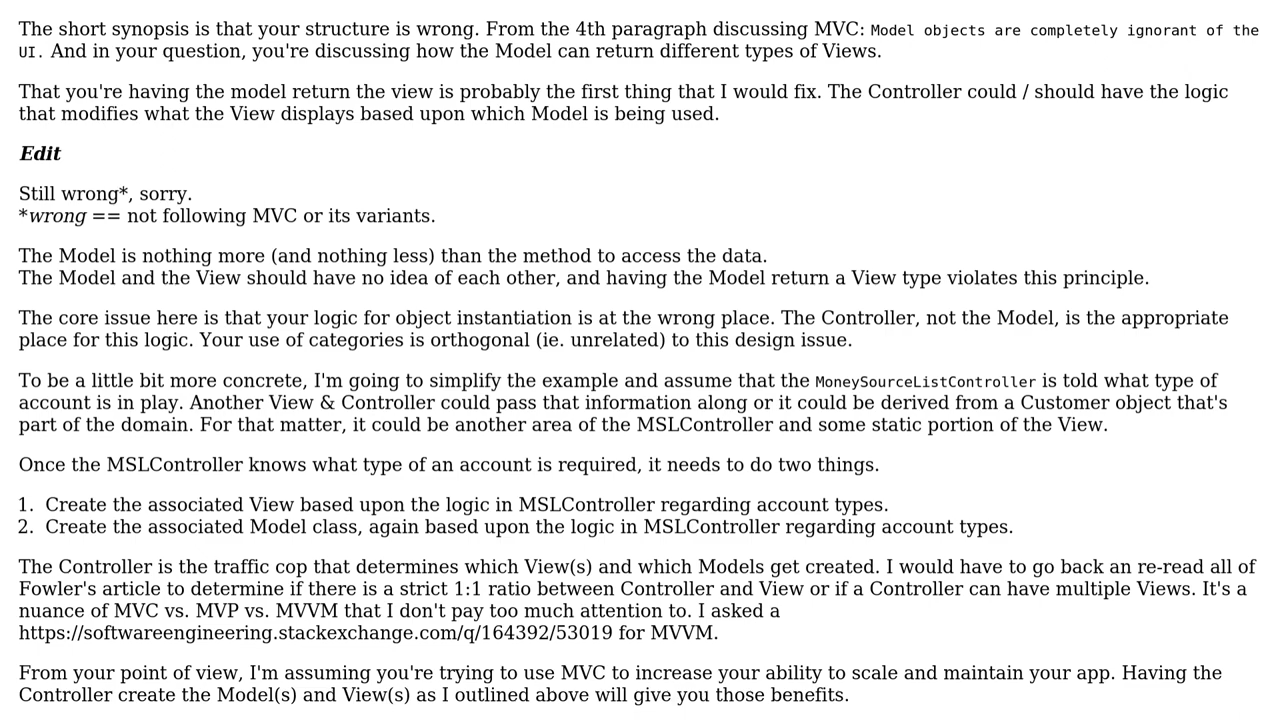 The short synopsis is that your structure is wrong. From the 4th paragraph discussing MVC: Model objects are completely ignorant of the
UI. And in your question, you're discussing how the Model can return different types of Views.
That you're having the model return the view is probably the first thing that I would fix. The Controller could / should have the logic
that modifies what the View displays based upon which Model is being used.
Edit
Still wrong*, sorry.
*wrong == not following MVC or its variants.
The Model is nothing more (and nothing less) than the method to access the data.
The Model and the View should have no idea of each other, and having the Model return a View type violates this principle.
The core issue here is that your logic for object instantiation is at the wrong place. The Controller, not the Model, is the appropriate
place for this logic. Your use of categories is orthogonal (ie. unrelated) to this design issue.
To be a little bit more concrete, I'm going to simplify the example and assume that the MoneySourceListController is told what type of
account is in play. Another View & Controller could pass that information along or it could be derived from a Customer object that's
part of the domain. For that matter, it could be another area of the MSLController and some static portion of the View.
Once the MSLController knows what type of an account is required, it needs to do two things.
1. Create the associated View based upon the logic in MSLController regarding account types.
2. Create the associated Model class, again based upon the logic in MSLController regarding account types.
The Controller is the traffic cop that determines which View(s) and which Models get created. I would have to go back an re-read all of
Fowler's article to determine if there is a strict 1:1 ratio between Controller and View or if a Controller can have multiple Views. It's a
nuance of MVC vs. MVP vs. MVVM that I don't pay too much attention to. I asked a
https://softwareengineering.stackexchange.com/q/164392/53019 for MVVM.
From your point of view, I'm assuming you're trying to use MVC to increase your ability to scale and maintain your app. Having the
Controller create the Model(s) and View(s) as I outlined above will give you those benefits.